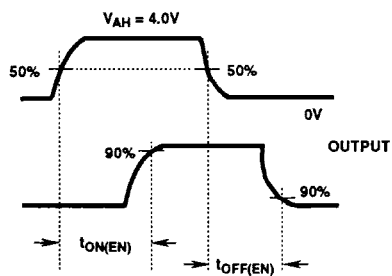 V_AH = 4.0V
50%
50%
0V
OUTPUT
90%
90%
t_ON(EN)
t_OFF(EN)